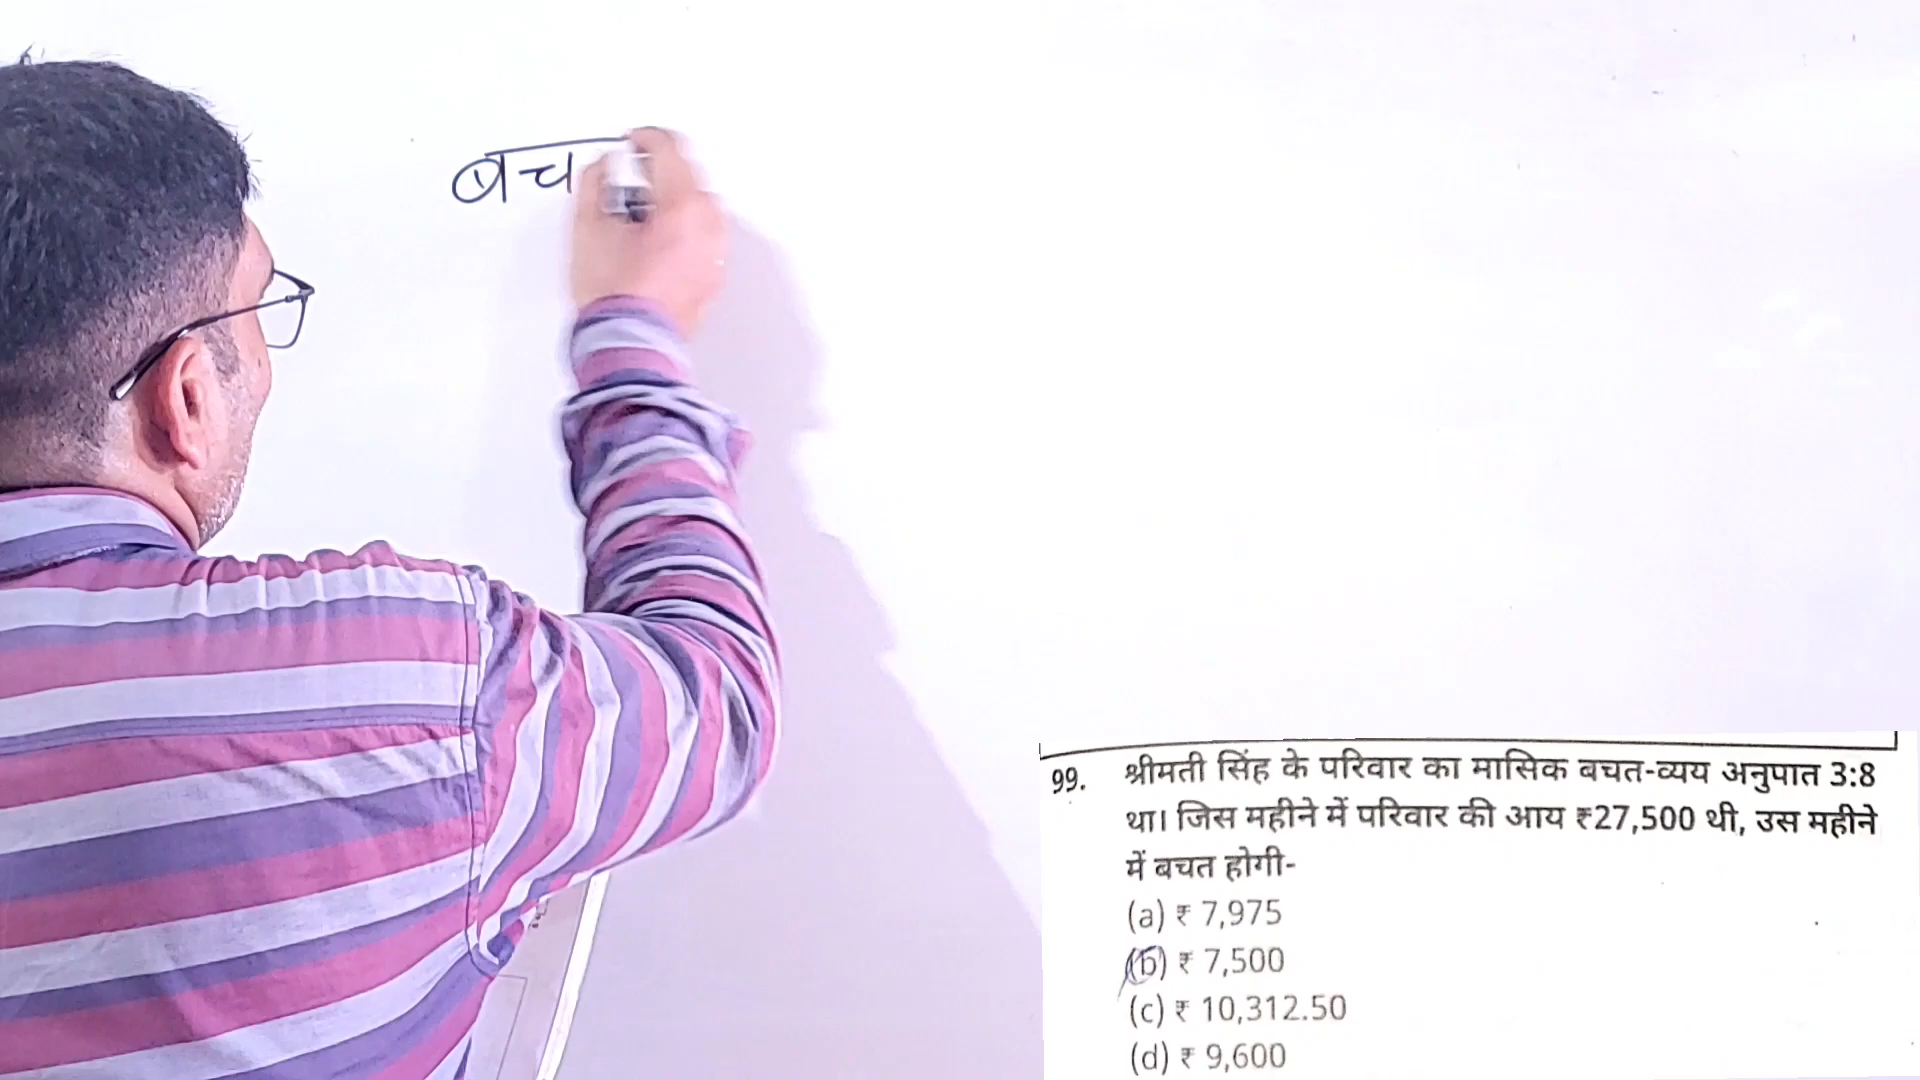 बच
99. श्रीमती सिंह के परिवार का मासिक बचत-व्यय अनुपात 3:8
था। जिस महीने में परिवार की आय ₹27,500 थी, उस महीने
में बचत होगी-
(a) ₹ 7,975
(b) ₹ 7,500
(c) ₹ 10,312.50
(d) ₹ 9,600